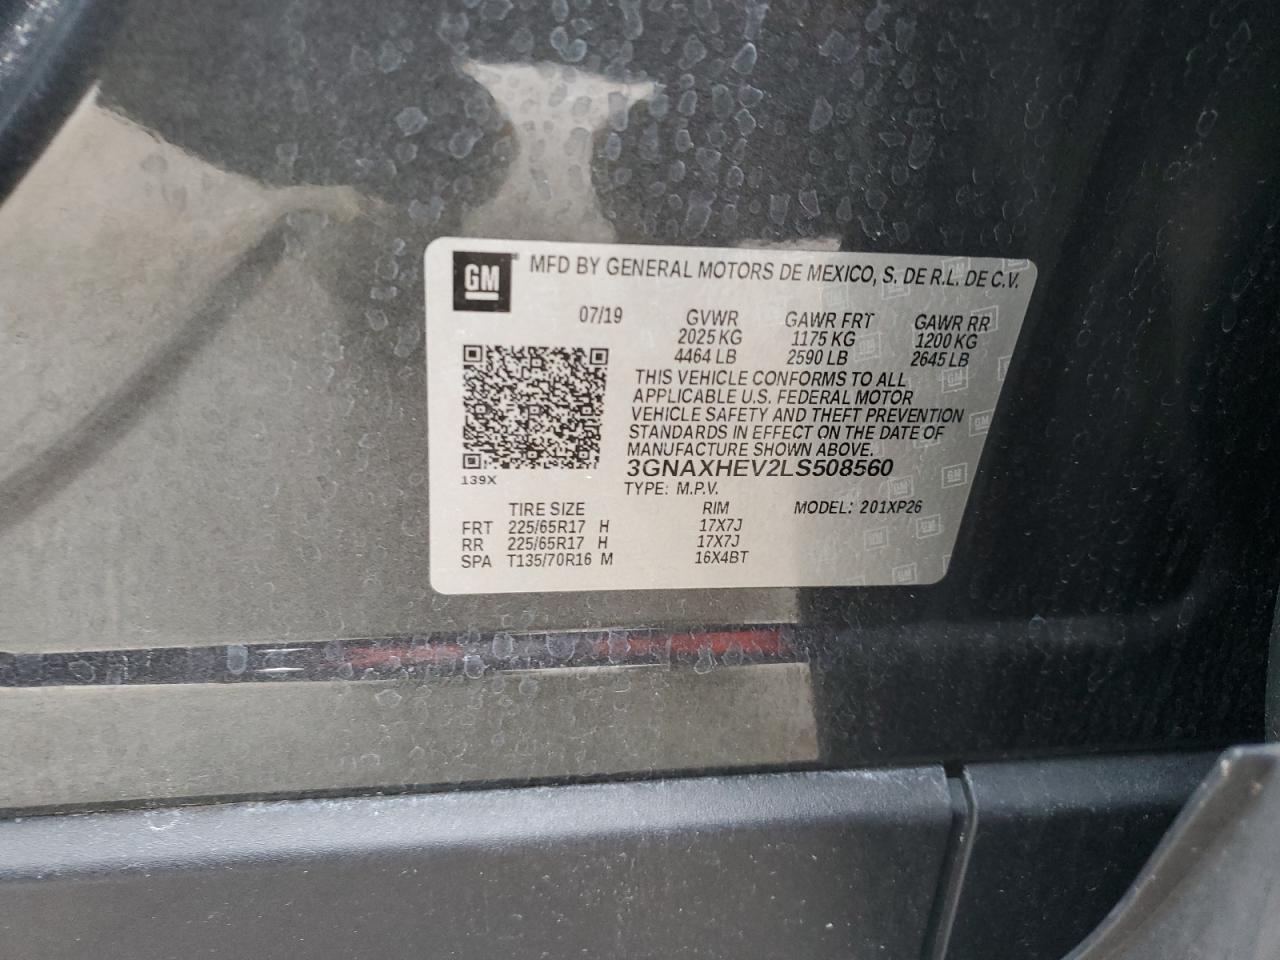 GM MFD BY GENERAL MOTORS DE MEXICO, S. DE R.L. DE C.V.
07/19 GVWR GAWR FRT GAWR RR
2025 KG 1175 KG 1200 KG
4464 LB 2590 LB 2645 LB
THIS VEHICLE CONFORMS TO ALL
APPLICABLE U.S. FEDERAL MOTOR
VEHICLE SAFETY AND THEFT PREVENTION
STANDARDS IN EFFECT ON THE DATE OF
MANUFACTURE SHOWN ABOVE.
3GNAXHEV2LS508560
139X
TYPE: M.P.V.
TIRE SIZE RIM MODEL: 201XP26
FRT 225/65R17 H 17X7J
RR 225/65R17 H 17X7J
SPA T135/70R16 M 16X4BT